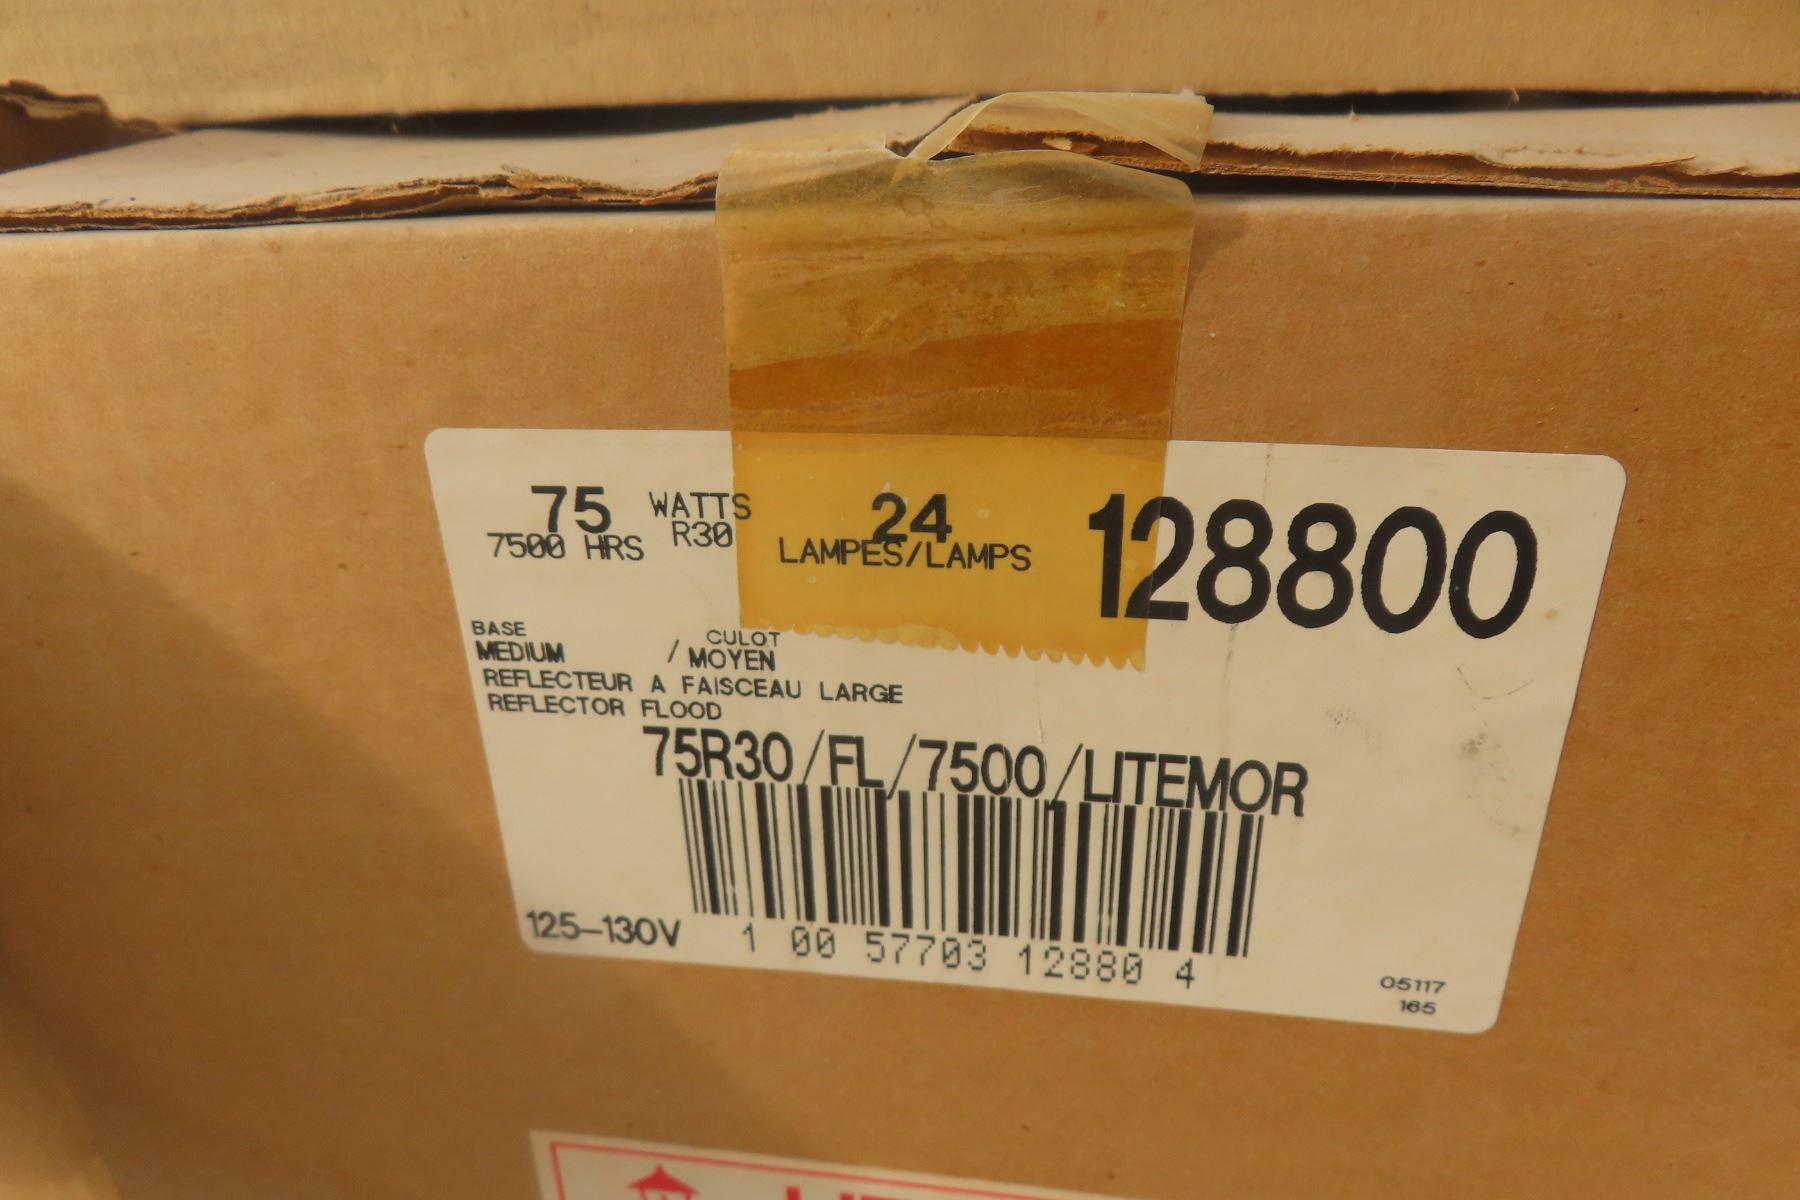 75 WATTS 24 128800
7500 HRS R30 LAMPES/LAMPS
BASE CULOT
MEDIUM / MOYEN
REFLECTEUR A FAISCEAU LARGE
REFLECTOR FLOOD
75R30/FL/7500/LITEMOR
125-130V 1 00 57703 12880 4
05117
165